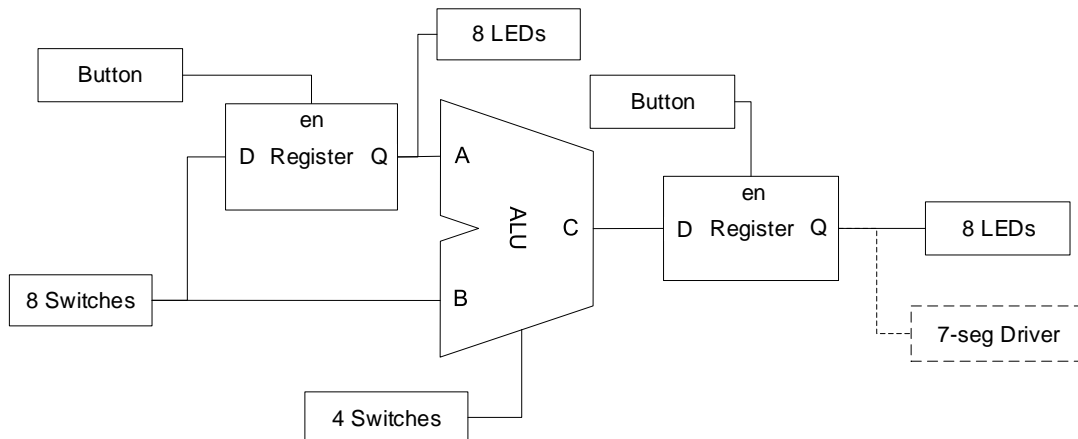 8 LEDs
Button
en
D Register Q
A
ALU
C
B
8 Switches
4 Switches
Button
en
D Register Q
8 LEDs
7-seg Driver